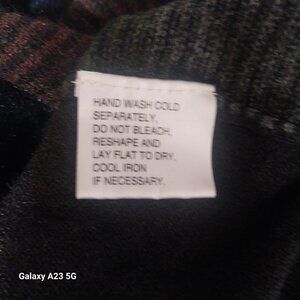 HAND WASH COLD
SEPARATELY,
DO NOT BLEACH,
RESHAPE AND
LAY FLAT TO DRY,
COOL IRON
IF NECESSARY.
Galaxy A23 5G